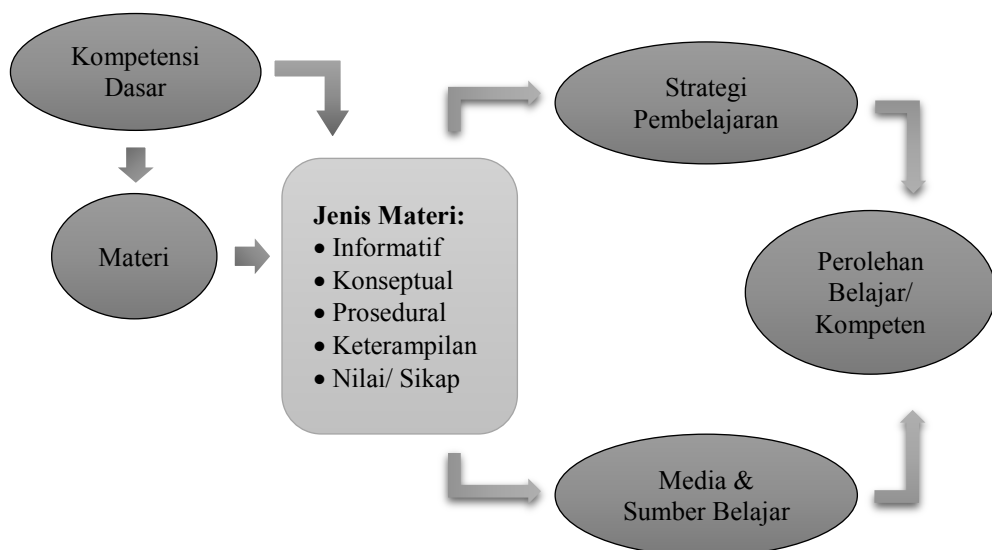 Kompetensi
Dasar
Materi
Jenis Materi:
• Informatif
• Konseptual
• Prosedural
• Keterampilan
• Nilai/ Sikap
Strategi
Pembelajaran
Perolehan
Belajar/
Kompeten
Media &
Sumber Belajar